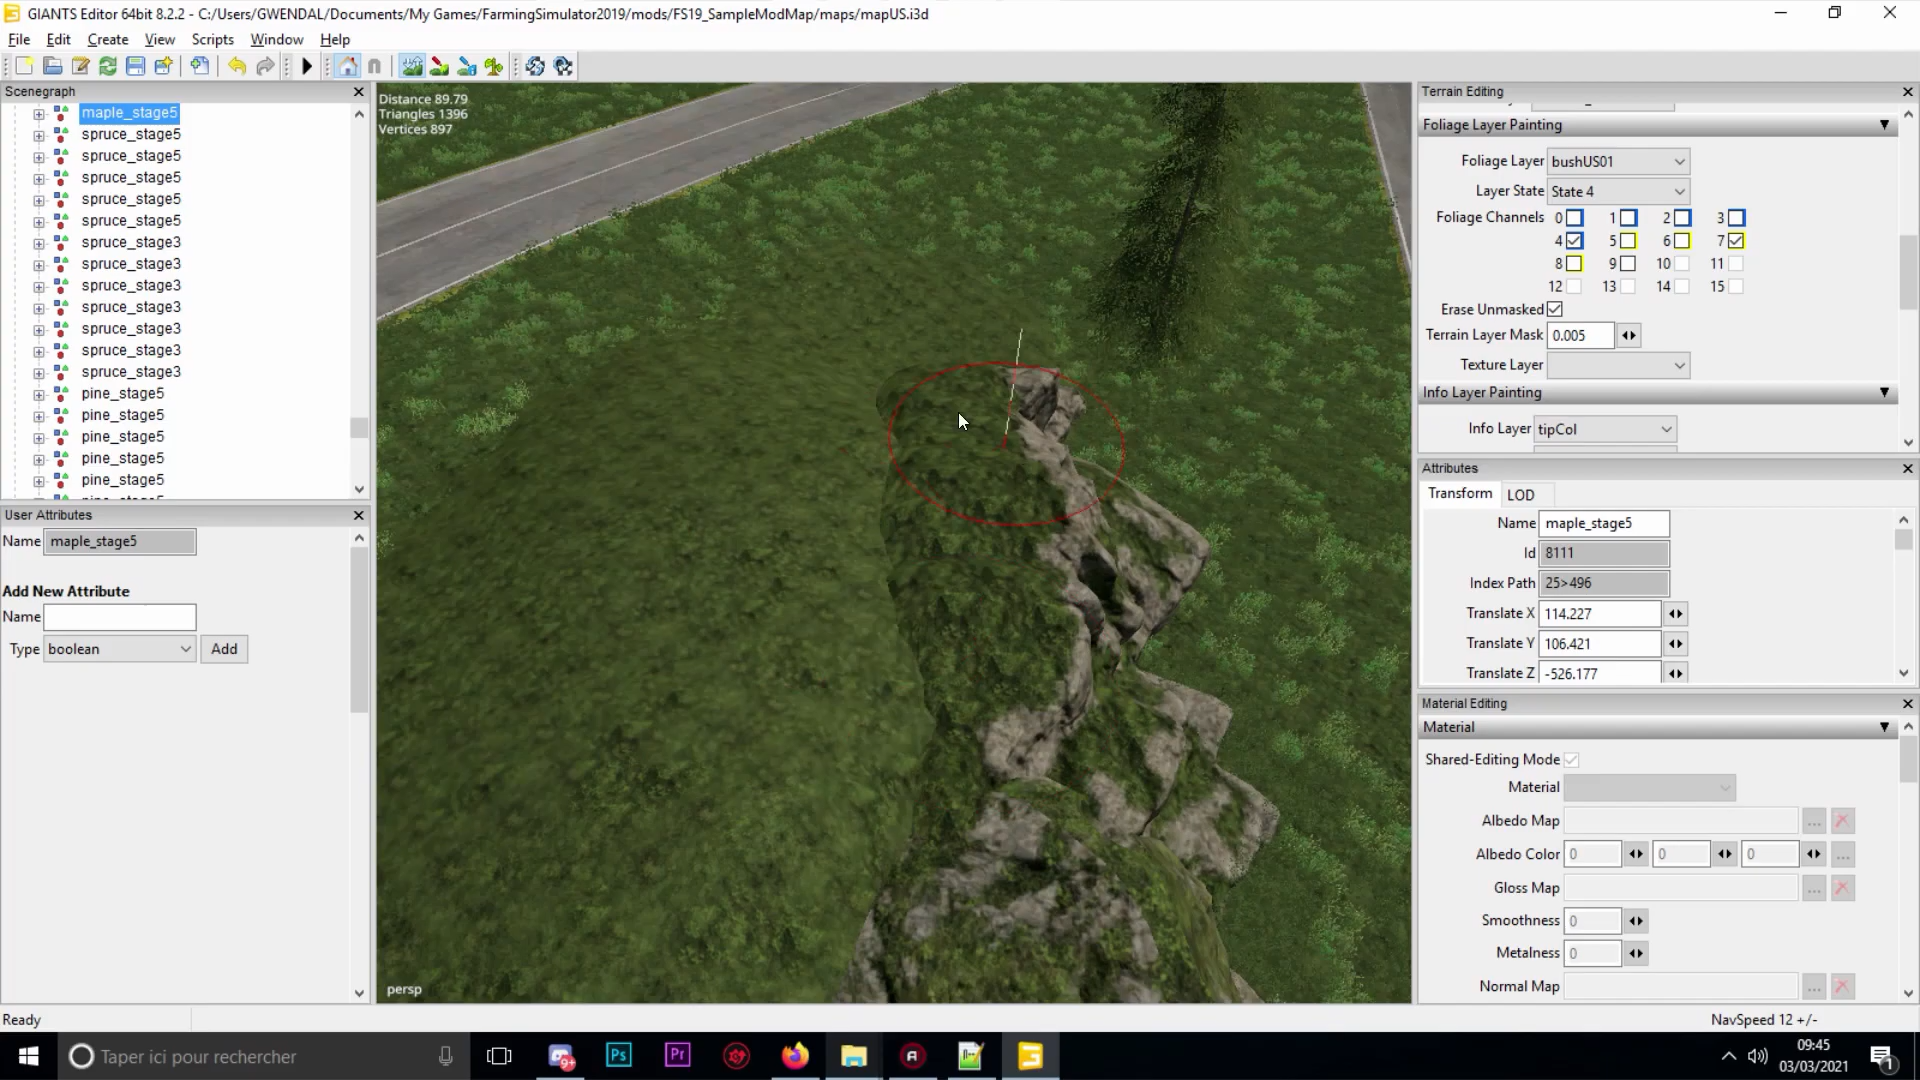 GIANTS Editor 64bit 8.2.2 - C:/Users/GWENDAL/Documents/My Games/FarmingSimulator2019/mods/FS19_SampleModMap/maps/mapUS.i3d
File Edit Create View Scripts Window Help
Scenegraph
maple_stage5
spruce_stage5
spruce_stage5
spruce_stage5
spruce_stage5
spruce_stage5
spruce_stage3
spruce_stage3
spruce_stage3
spruce_stage3
spruce_stage3
spruce_stage3
spruce_stage3
pine_stage5
pine_stage5
pine_stage5
pine_stage5
pine_stage5
User Attributes
Name maple_stage5
Add New Attribute
Name
Type boolean Add
Distance 89.79
Triangles 1396
Vertices 897
persp
Terrain Editing
Foliage Layer Painting
Foliage Layer bushUS01
Layer State State 4
Foliage Channels 0 1 2 3
4 5 6 7
8 9 10 11
12 13 14 15
Erase Unmasked
Terrain Layer Mask 0.005
Texture Layer
Info Layer Painting
Info Layer tipCol
Attributes
Transform LOD
Name maple_stage5
Id 8111
Index Path 25>496
Translate X 114.227
Translate Y 106.421
Translate Z -526.177
Material Editing
Material
Shared-Editing Mode
Material
Albedo Map ...
Albedo Color 0 0 0 ...
Gloss Map ...
Smoothness 0
Metalness 0
Normal Map ...
Ready
NavSpeed 12 +/-
Taper ici pour rechercher
9+
Ps
Pr
09:45
03/03/2021
1